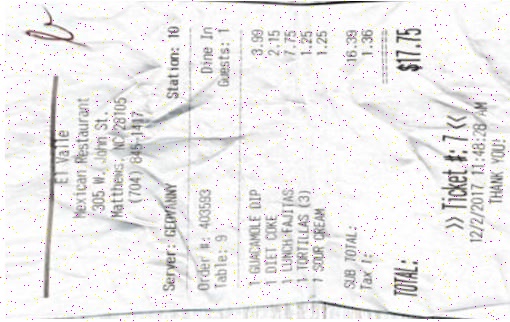 El Valle
Mexican Restaurant
305 W. John St.
Matthews, NC 28105
(704) 846-1417
Server: GEOVANNY Station: 10
Order #: 403593 Dine In
Table: 9 Guests: 1
1 GUACAMOLE DIP 3.99
1 DIET COKE 2.15
1 LUNCH FAJITAS 7.75
1 TORTILLAS (3) 1.25
1 SOUR CREAM 1.25
SUB TOTAL: 16.39
Tax 1: 1.36
TOTAL: $17.75
>> Ticket #: 7 <<
12/2/2017 11:48:28 AM
THANK YOU!